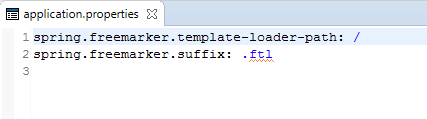 application.properties
1 spring.freemarker.template-loader-path: /
2 spring.freemarker.suffix: .ftl
3